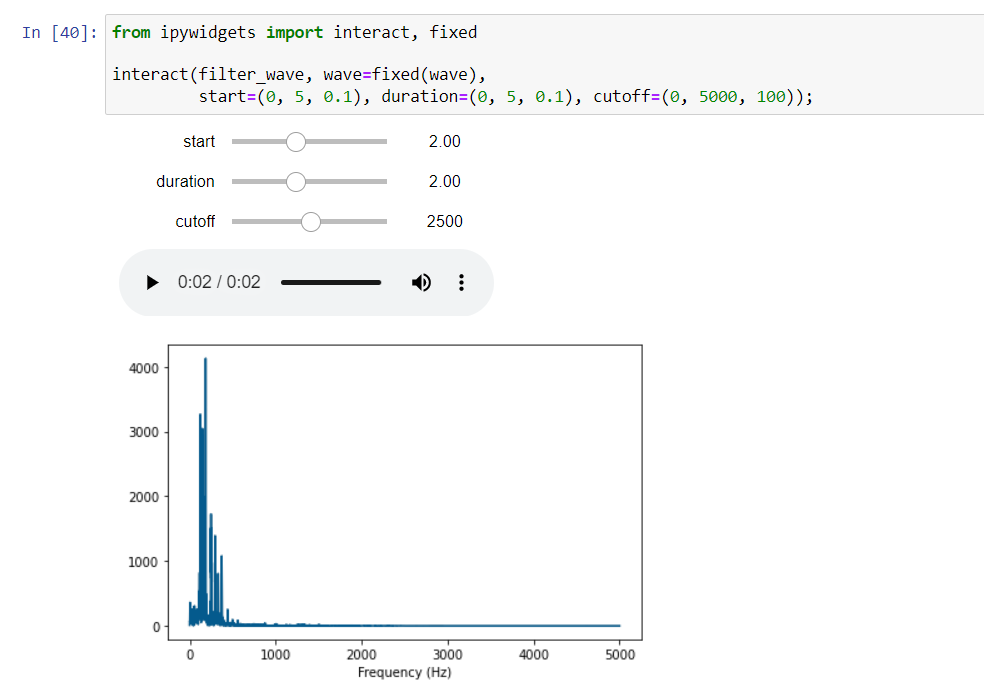 In [40]: from ipywidgets import interact, fixed
interact(filter_wave, wave=fixed(wave),
start=(0, 5, 0.1), duration=(0, 5, 0.1), cutoff=(0, 5000, 100));
start 2.00
duration 2.00
cutoff 2500
0:02 / 0:02
4000
3000
2000
1000
0
0 1000 2000 3000 4000 5000
Frequency (Hz)